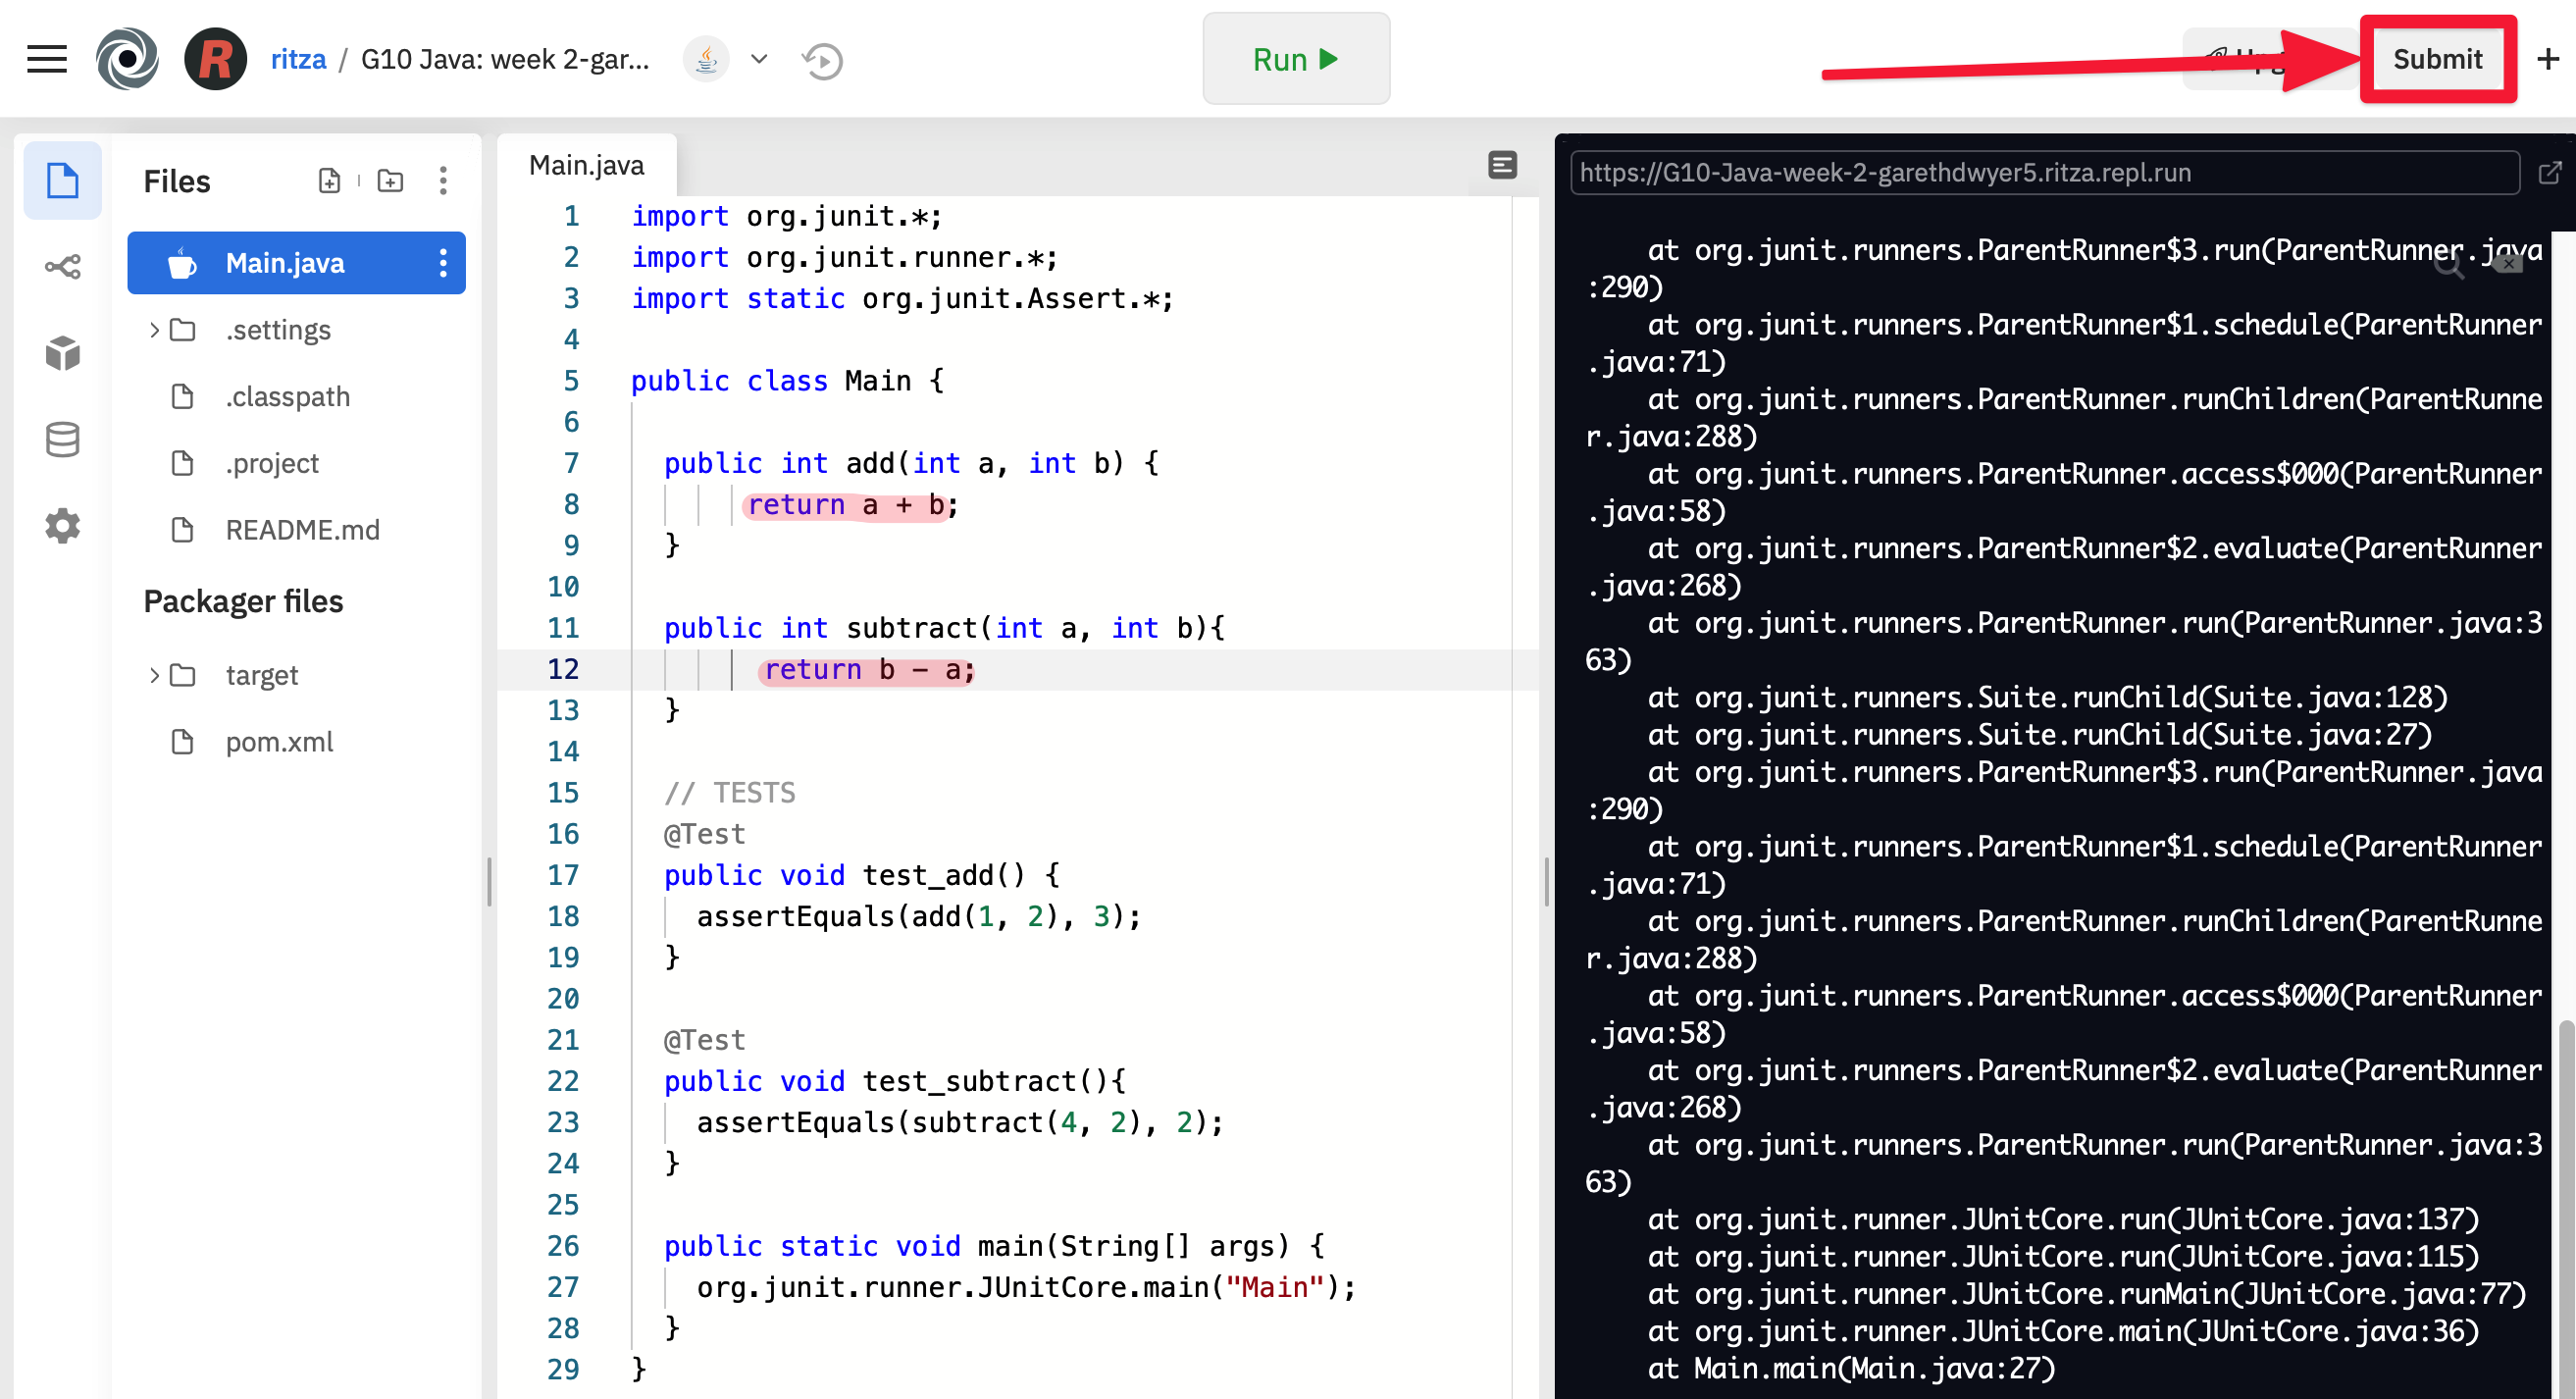 R ritza / G10 Java: week 2-gar...
Run
Submit
+
Files
Main.java
.settings
.classpath
.project
README.md
Packager files
target
pom.xml
Main.java
1 import org.junit.*;
2 import org.junit.runner.*;
3 import static org.junit.Assert.*;
4
5 public class Main {
6
7 public int add(int a, int b) {
8 return a + b;
9 }
10
11 public int subtract(int a, int b){
12 return b - a;
13 }
14
15 // TESTS
16 @Test
17 public void test_add() {
18 assertEquals(add(1, 2), 3);
19 }
20
21 @Test
22 public void test_subtract(){
23 assertEquals(subtract(4, 2), 2);
24 }
25
26 public static void main(String[] args) {
27 org.junit.runner.JUnitCore.main("Main");
28 }
29 }
https://G10-Java-week-2-garethdwyer5.ritza.repl.run
at org.junit.runners.ParentRunner$3.run(ParentRunner.java
:290)
at org.junit.runners.ParentRunner$1.schedule(ParentRunner
.java:71)
at org.junit.runners.ParentRunner.runChildren(ParentRunne
r.java:288)
at org.junit.runners.ParentRunner.access$000(ParentRunner
.java:58)
at org.junit.runners.ParentRunner$2.evaluate(ParentRunner
.java:268)
at org.junit.runners.ParentRunner.run(ParentRunner.java:3
63)
at org.junit.runners.Suite.runChild(Suite.java:128)
at org.junit.runners.Suite.runChild(Suite.java:27)
at org.junit.runners.ParentRunner$3.run(ParentRunner.java
:290)
at org.junit.runners.ParentRunner$1.schedule(ParentRunner
.java:71)
at org.junit.runners.ParentRunner.runChildren(ParentRunne
r.java:288)
at org.junit.runners.ParentRunner.access$000(ParentRunner
.java:58)
at org.junit.runners.ParentRunner$2.evaluate(ParentRunner
.java:268)
at org.junit.runners.ParentRunner.run(ParentRunner.java:3
63)
at org.junit.runner.JUnitCore.run(JUnitCore.java:137)
at org.junit.runner.JUnitCore.run(JUnitCore.java:115)
at org.junit.runner.JUnitCore.runMain(JUnitCore.java:77)
at org.junit.runner.JUnitCore.main(JUnitCore.java:36)
at Main.main(Main.java:27)